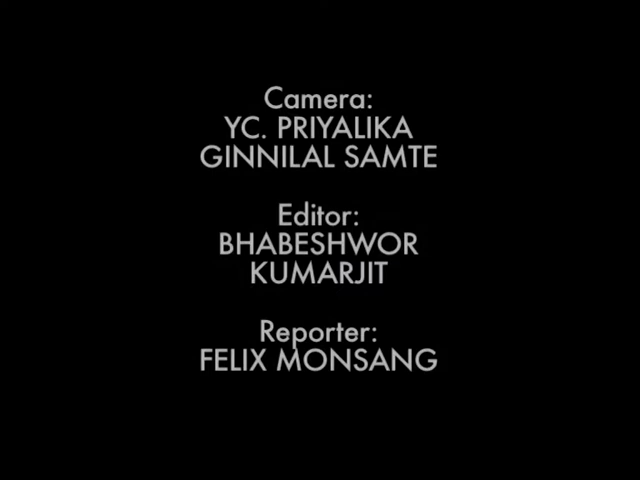 Camera:
YC. PRIYALIKA
GINNILAL SAMTE
Editor:
BHABESHWOR
KUMARJIT
Reporter:
FELIX MONSANG